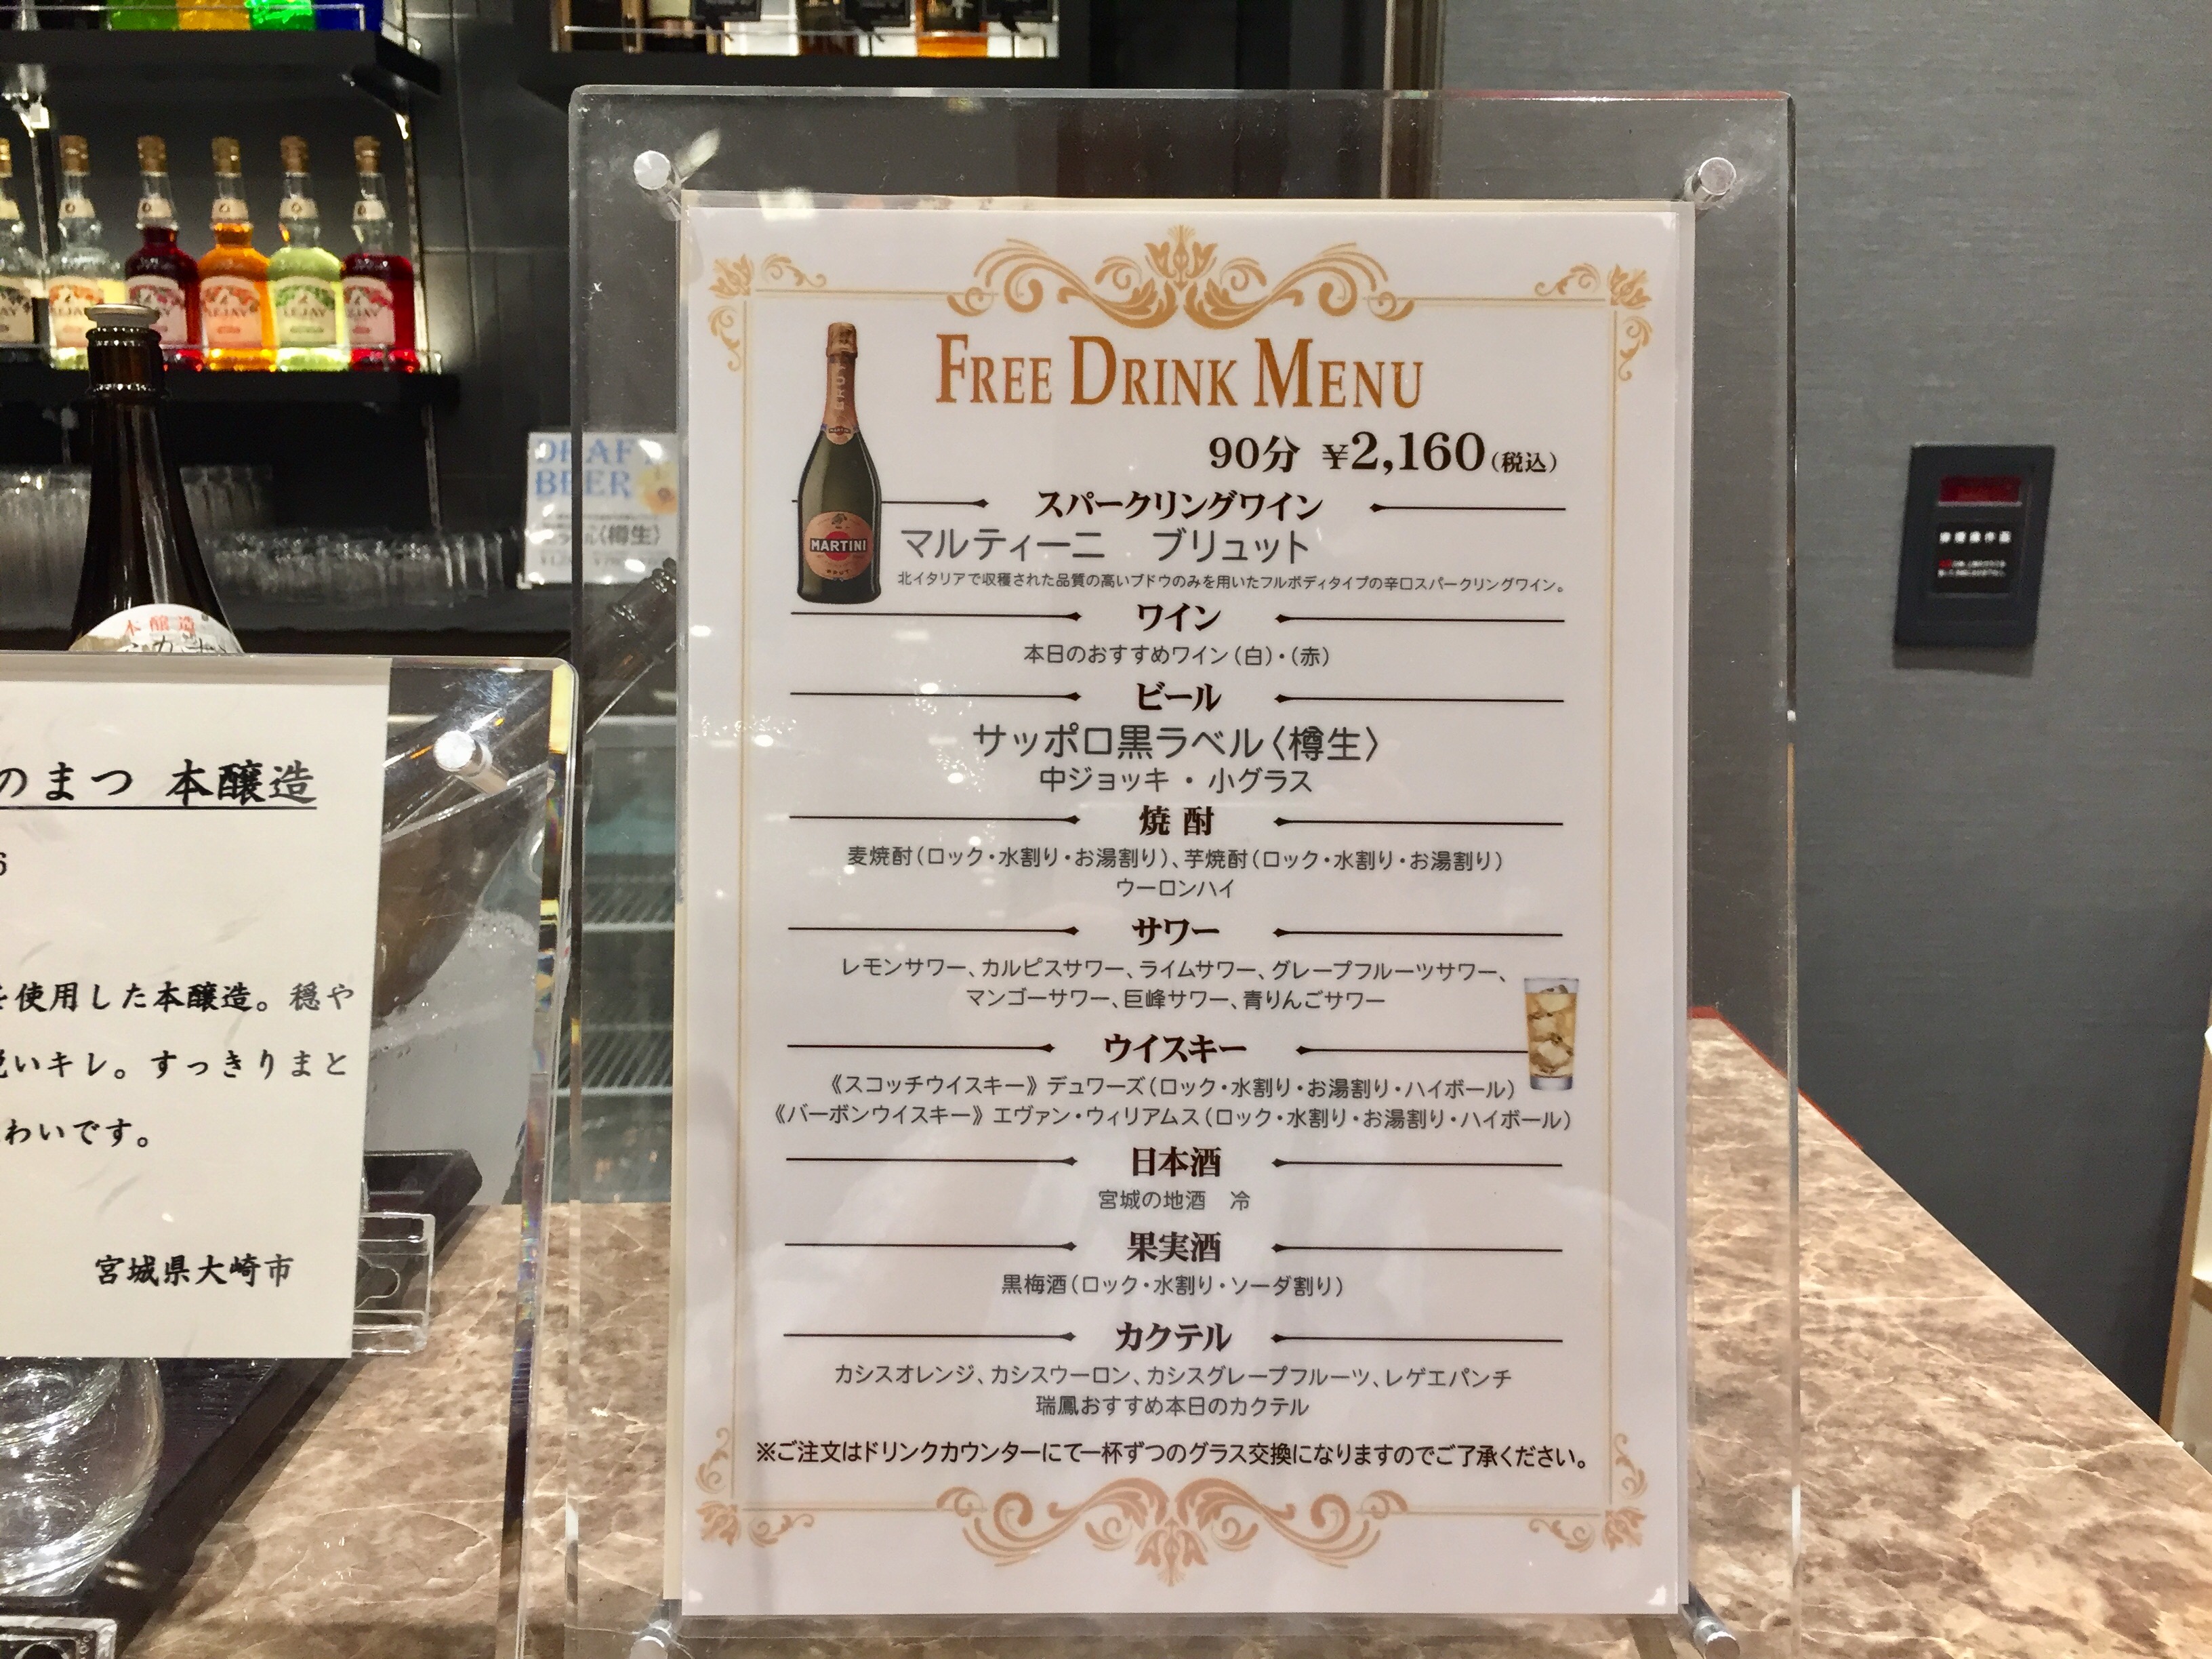 FREE DRINK MENU
90分 ¥2,160(税込)
スパークリングワイン
マルティーニ ブリュット
北イタリアで収穫された品質の高いブドウのみを用いたフルボディタイプの辛口スパークリングワイン。
MARTINI
BRUT
ワイン
本日のおすすめワイン(白)・(赤)
ビール
サッポロ黒ラベル〈樽生〉
中ジョッキ ・ 小グラス
焼 酎
麦焼酎(ロック・水割り・お湯割り)、芋焼酎(ロック・水割り・お湯割り)
ウーロンハイ
サワー
レモンサワー、カルピスサワー、ライムサワー、グレープフルーツサワー、
マンゴーサワー、巨峰サワー、青りんごサワー
ウイスキー
《スコッチウイスキー》 デュワーズ(ロック・水割り・お湯割り・ハイボール)
《バーボンウイスキー》 エヴァン・ウィリアムス(ロック・水割り・お湯割り・ハイボール)
日本酒
宮城の地酒 冷
果実酒
黒梅酒(ロック・水割り・ソーダ割り)
カクテル
カシスオレンジ、カシスウーロン、カシスグレープフルーツ、レゲエパンチ
瑞鳳おすすめ本日のカクテル
※ご注文はドリンクカウンターにて一杯ずつのグラス交換になりますのでご了承ください。
のまつ 本醸造
6
を使用した本醸造。穏や
いキレ。すっきりまと
わいです。
宮城県大崎市
本醸造
BEER
〈樽生〉